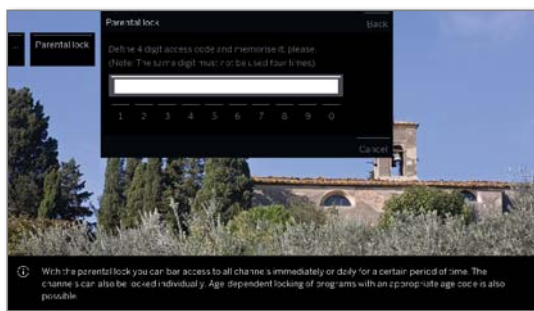 Parental lock
Back
... Parental lock
Define 4 digit access code and memorise it, please.
(Note: The same digit must not be used four times)
1 2 3 4 5 6 7 8 9 0
Cancel
With the parental lock you can bar access to all channels immediately or daily for a certain period of time. The
channels can also be locked individually. Age dependent locking of programs with an appropriate age code is also
possible.